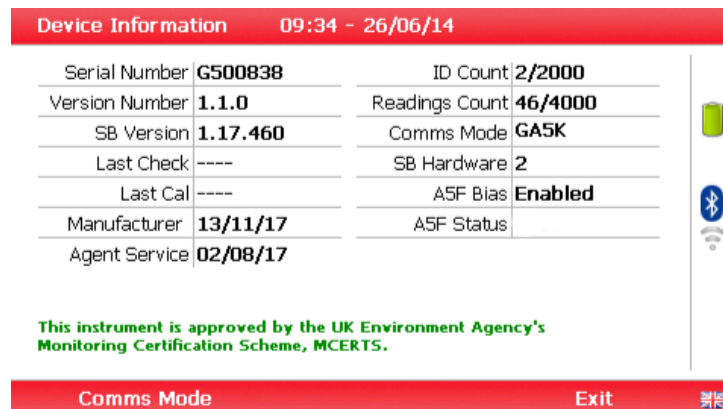 Device Information 09:34 - 26/06/14
Serial Number G500838
Version Number 1.1.0
SB Version 1.17.460
Last Check ----
Last Cal ----
Manufacturer 13/11/17
Agent Service 02/08/17
ID Count 2/2000
Readings Count 46/4000
Comms Mode GA5K
SB Hardware 2
A5F Bias Enabled
A5F Status
This instrument is approved by the UK Environment Agency's
Monitoring Certification Scheme, MCERTS.
Comms Mode Exit